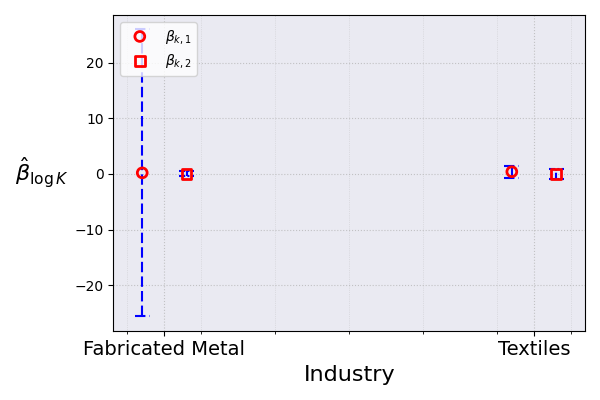 β_{k,1}
β_{k,2}
20
10
0
−10
−20
β̂_{log K}
Fabricated Metal
Textiles
Industry